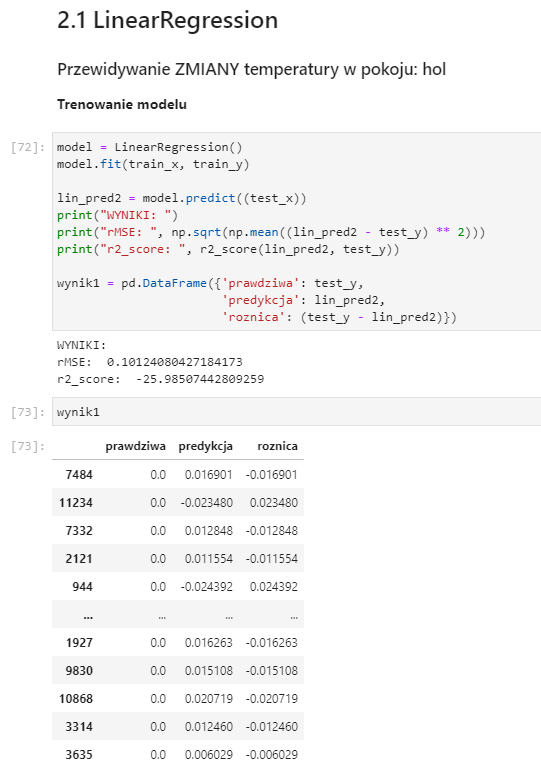 2.1 LinearRegression
Przewidywanie ZMIANY temperatury w pokoju: hol
Trenowanie modelu
[72]: model = LinearRegression()
model.fit(train_x, train_y)
lin_pred2 = model.predict((test_x))
print("WYNIKI: ")
print("rMSE: ", np.sqrt(np.mean((lin_pred2 - test_y) ** 2)))
print("r2_score: ", r2_score(lin_pred2, test_y))
wynik1 = pd.DataFrame({'prawdziwa': test_y,
'predykcja': lin_pred2,
'roznica': (test_y - lin_pred2)})
WYNIKI:
rMSE:  0.10124080427184173
r2_score:  -25.98507442809259
[73]: wynik1
[73]: prawdziwa predykcja roznica
7484 0.0 0.016901 -0.016901
11234 0.0 -0.023480 0.023480
7332 0.0 0.012848 -0.012848
2121 0.0 0.011554 -0.011554
944 0.0 -0.024392 0.024392
... ... ... ...
1927 0.0 0.016263 -0.016263
9830 0.0 0.015108 -0.015108
10868 0.0 0.020719 -0.020719
3314 0.0 0.012460 -0.012460
3635 0.0 0.006029 -0.006029